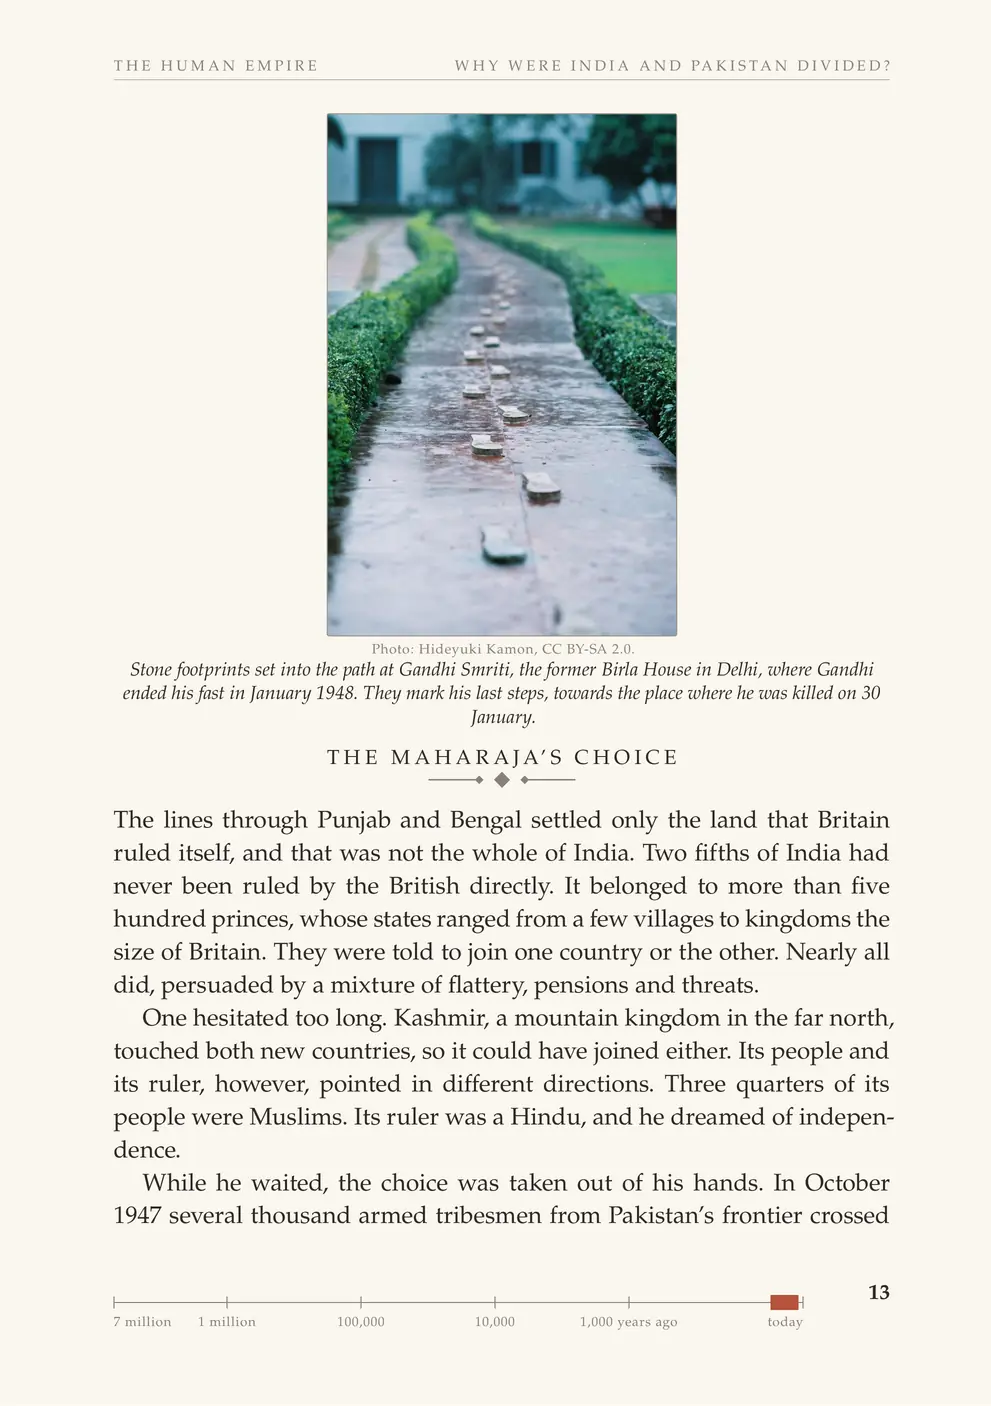 THE HUMAN EMPIRE
WHY WERE INDIA AND PAKISTAN DIVIDED?
Photo: Hideyuki Kamon, CC BY-SA 2.0.
Stone footprints set into the path at Gandhi Smriti, the former Birla House in Delhi, where Gandhi
ended his fast in January 1948. They mark his last steps, towards the place where he was killed on 30
January.
THE MAHARAJA'S CHOICE
The lines through Punjab and Bengal settled only the land that Britain
ruled itself, and that was not the whole of India. Two fifths of India had
never been ruled by the British directly. It belonged to more than five
hundred princes, whose states ranged from a few villages to kingdoms the
size of Britain. They were told to join one country or the other. Nearly all
did, persuaded by a mixture of flattery, pensions and threats.
One hesitated too long. Kashmir, a mountain kingdom in the far north,
touched both new countries, so it could have joined either. Its people and
its ruler, however, pointed in different directions. Three quarters of its
people were Muslims. Its ruler was a Hindu, and he dreamed of indepen-
dence.
While he waited, the choice was taken out of his hands. In October
1947 several thousand armed tribesmen from Pakistan's frontier crossed
13
7 million
1 million
100,000
10,000
1,000 years ago
today